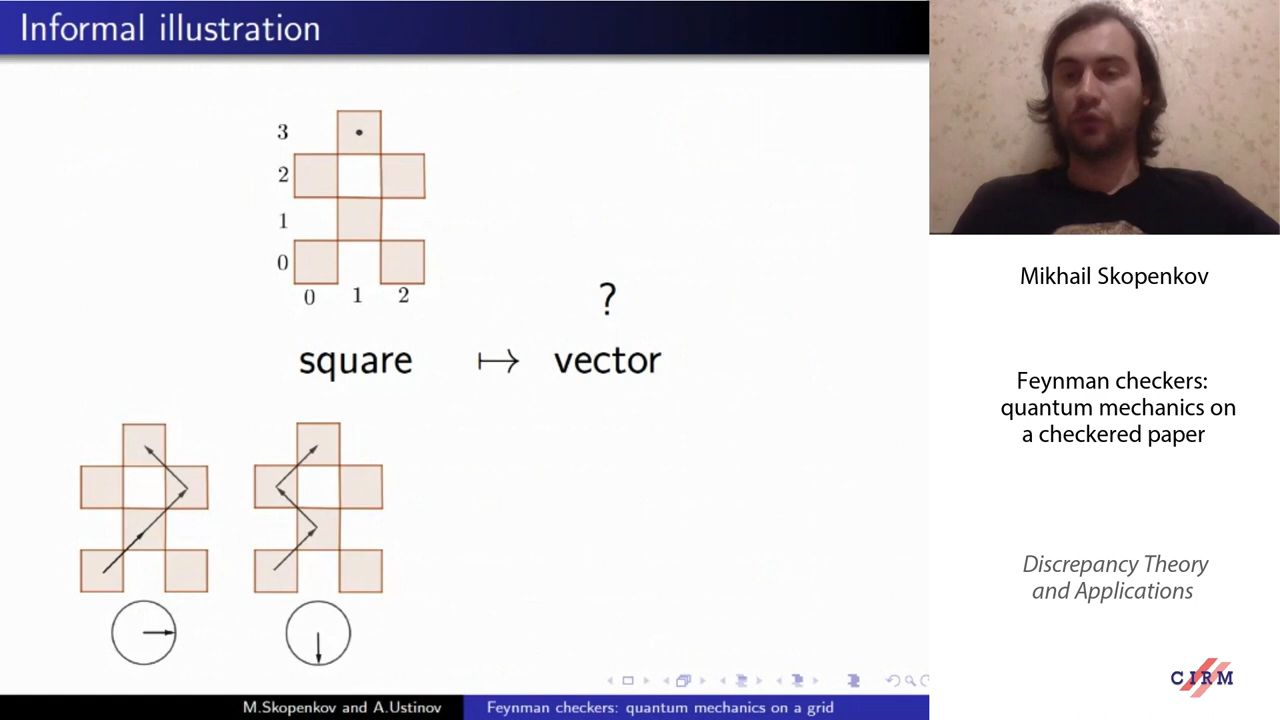 Informal illustration
3
2
1
0
0 1 2
?
square ↦ vector
M.Skopenkov and A.Ustinov
Feynman checkers: quantum mechanics on a grid
Mikhail Skopenkov
Feynman checkers:
quantum mechanics on
a checkered paper
Discrepancy Theory
and Applications
CIRM